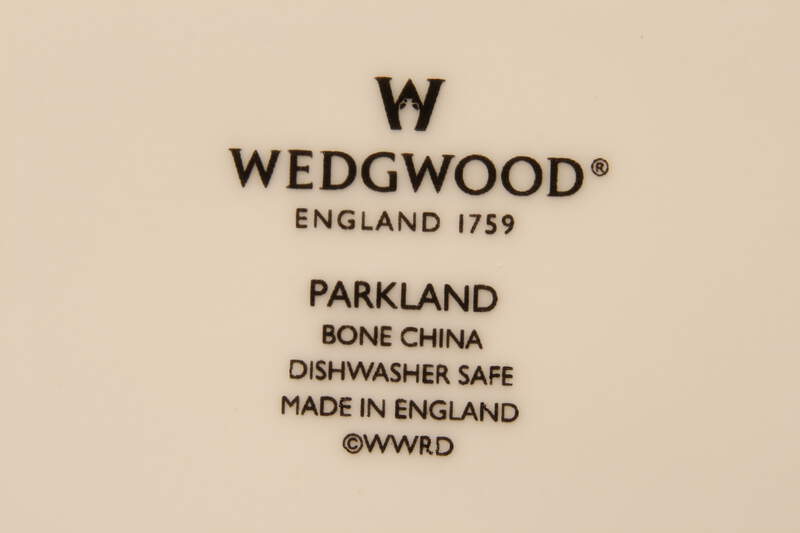 W
WEDGWOOD®
ENGLAND 1759
PARKLAND
BONE CHINA
DISHWASHER SAFE
MADE IN ENGLAND
©WWRD